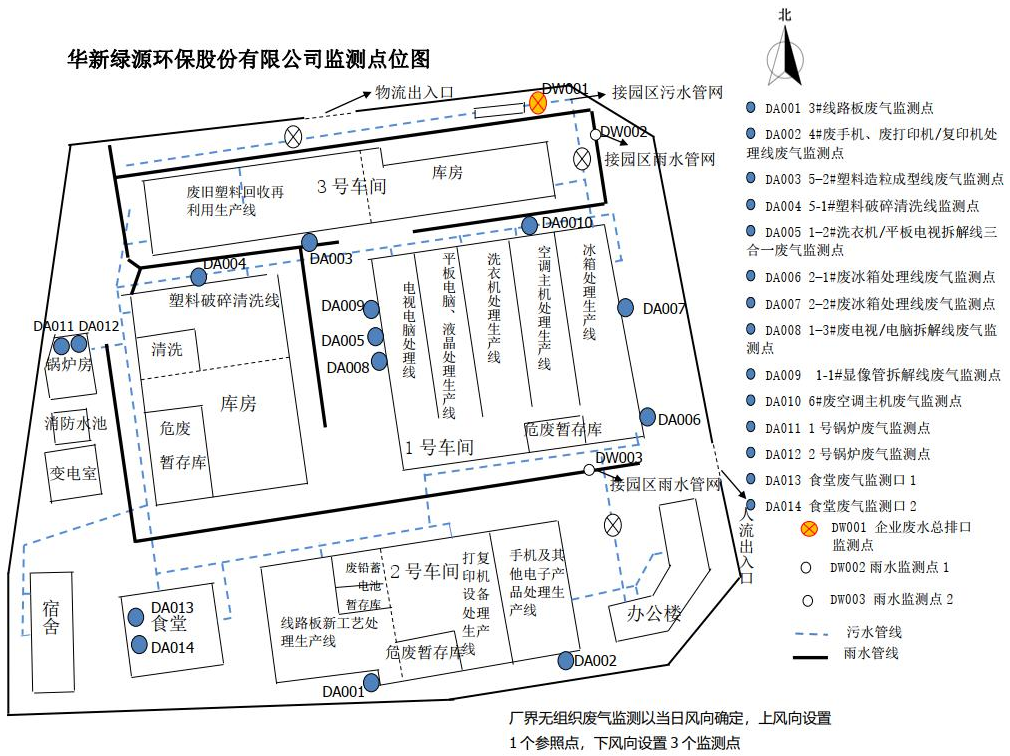 北
华新绿源环保股份有限公司监测点位图
物流出入口
DW001
接园区污水管网
DW002
接园区雨水管网
3号车间
库房
废旧塑料回收再
利用生产线
DA0010
DA003
DA004
塑料破碎清洗线
清洗
库房
危废
暂存库
DA011 DA012
锅炉房
消防水池
变电室
DA009
DA005
DA008
电视电脑处理线
平板电脑、液晶处理生产线
洗衣机处理生产线
空调主机处理生产线
冰箱处理生产线
DA007
DA006
危废暂存库
1号车间
DW003
接园区雨水管网
人流出入口
宿舍
DA013
食堂
DA014
2号车间
废铅蓄
电池
暂存库
线路板新工艺处
理生产线
危废暂存库
打复印机设备处理生产线
手机及其
他电子产
品处理生
产线
办公楼
DA001
DA002
DA001 3#线路板废气监测点
DA002 4#废手机、废打印机/复印机处
理线废气监测点
DA003 5-2#塑料造粒成型线废气监测点
DA004 5-1#塑料破碎清洗线监测点
DA005 1-2#洗衣机/平板电视拆解线三
合一废气监测点
DA006 2-1#废冰箱处理线废气监测点
DA007 2-2#废冰箱处理线废气监测点
DA008 1-3#废电视/电脑拆解线废气监
测点
DA009 1-1#显像管拆解线废气监测点
DA010 6#废空调主机废气监测点
DA011 1号锅炉废气监测点
DA012 2号锅炉废气监测点
DA013 食堂废气监测口1
DA014 食堂废气监测口2
DW001 企业废水总排口
监测点
DW002 雨水监测点1
DW003 雨水监测点2
污水管线
雨水管线
厂界无组织废气监测以当日风向确定，上风向设置
1个参照点，下风向设置3个监测点